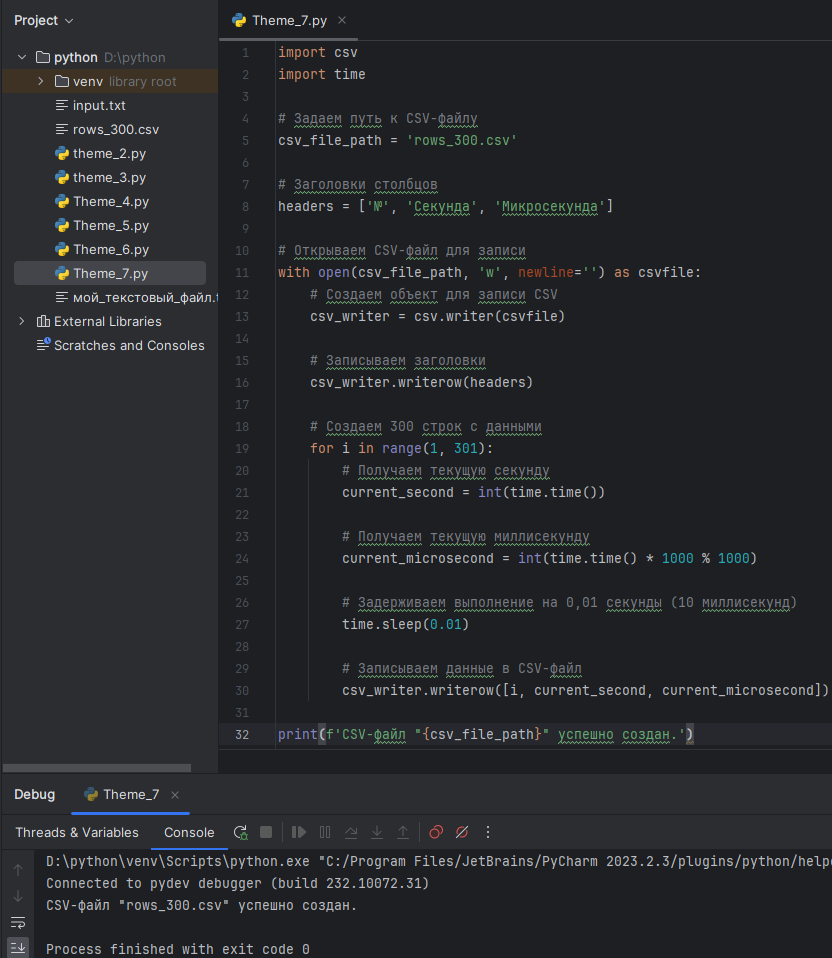 Project
Theme_7.py
python D:\python
venv library root
input.txt
rows_300.csv
theme_2.py
theme_3.py
Theme_4.py
Theme_5.py
Theme_6.py
Theme_7.py
мой_текстовый_файл.
External Libraries
Scratches and Consoles
1 import csv
2 import time
3
4 # Задаем путь к CSV-файлу
5 csv_file_path = 'rows_300.csv'
6
7 # Заголовки столбцов
8 headers = ['№', 'Секунда', 'Микросекунда']
9
10 # Открываем CSV-файл для записи
11 with open(csv_file_path, 'w', newline='') as csvfile:
12 # Создаем объект для записи CSV
13 csv_writer = csv.writer(csvfile)
14
15 # Записываем заголовки
16 csv_writer.writerow(headers)
17
18 # Создаем 300 строк с данными
19 for i in range(1, 301):
20 # Получаем текущую секунду
21 current_second = int(time.time())
22
23 # Получаем текущую миллисекунду
24 current_microsecond = int(time.time() * 1000 % 1000)
25
26 # Задерживаем выполнение на 0,01 секунды (10 миллисекунд)
27 time.sleep(0.01)
28
29 # Записываем данные в CSV-файл
30 csv_writer.writerow([i, current_second, current_microsecond])
31
32 print(f'CSV-файл "{csv_file_path}" успешно создан.')
Debug Theme_7
Threads & Variables Console
D:\python\venv\Scripts\python.exe "C:/Program Files/JetBrains/PyCharm 2023.2.3/plugins/python/helpe
Connected to pydev debugger (build 232.10072.31)
CSV-файл "rows_300.csv" успешно создан.
Process finished with exit code 0